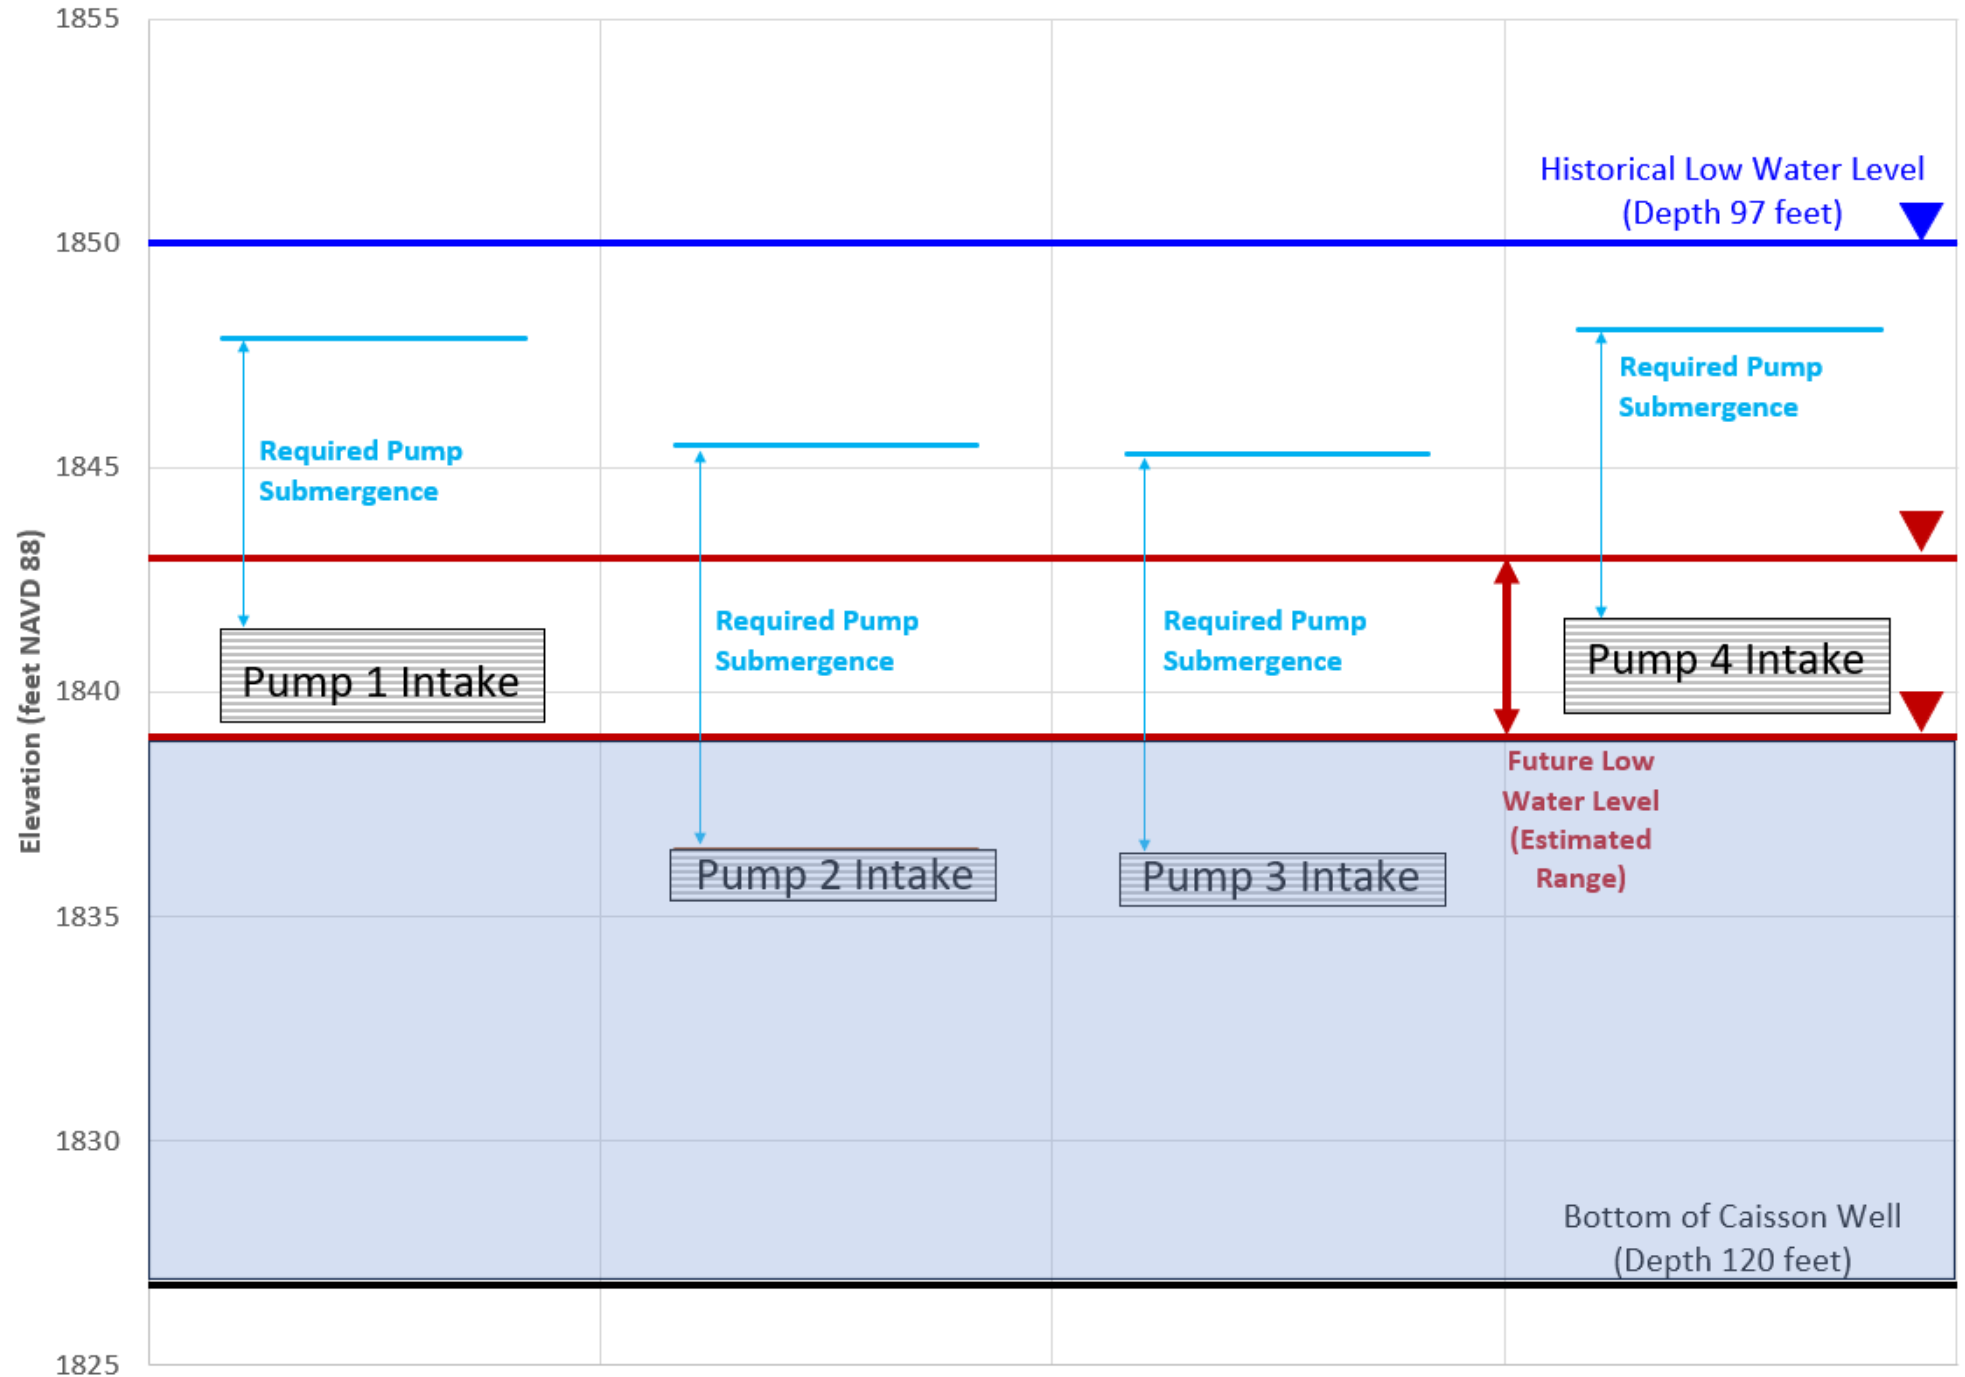 1855
Historical Low Water Level
(Depth 97 feet)
1850
Required Pump
Submergence
Required Pump
Submergence
1845
Elevation (feet NAVD 88)
Required Pump
Submergence
Required Pump
Submergence
Pump 1 Intake
Pump 4 Intake
1840
Future Low
Water Level
(Estimated
Range)
Pump 2 Intake
Pump 3 Intake
1835
1830
Bottom of Caisson Well
(Depth 120 feet)
1825